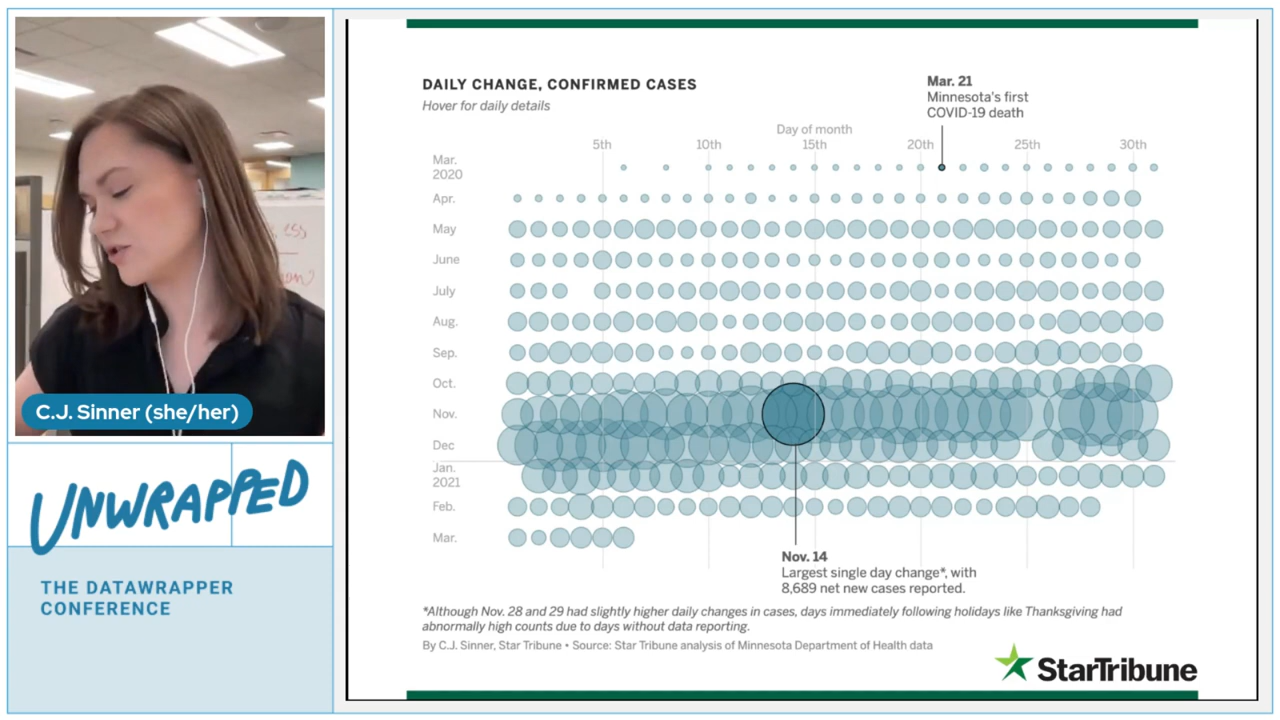 C.J. Sinner (she/her)
UNWRAPPED
THE DATAWRAPPER
CONFERENCE
DAILY CHANGE, CONFIRMED CASES
Hover for daily details
Mar. 21
Minnesota's first
COVID-19 death
Day of month
5th 10th 15th 20th 25th 30th
Mar.
2020
Apr.
May
June
July
Aug.
Sep.
Oct.
Nov.
Dec
Jan.
2021
Feb.
Mar.
Nov. 14
Largest single day change*, with
8,689 net new cases reported.
*Although Nov. 28 and 29 had slightly higher daily changes in cases, days immediately following holidays like Thanksgiving had
abnormally high counts due to days without data reporting.
By C.J. Sinner, Star Tribune • Source: Star Tribune analysis of Minnesota Department of Health data
StarTribune